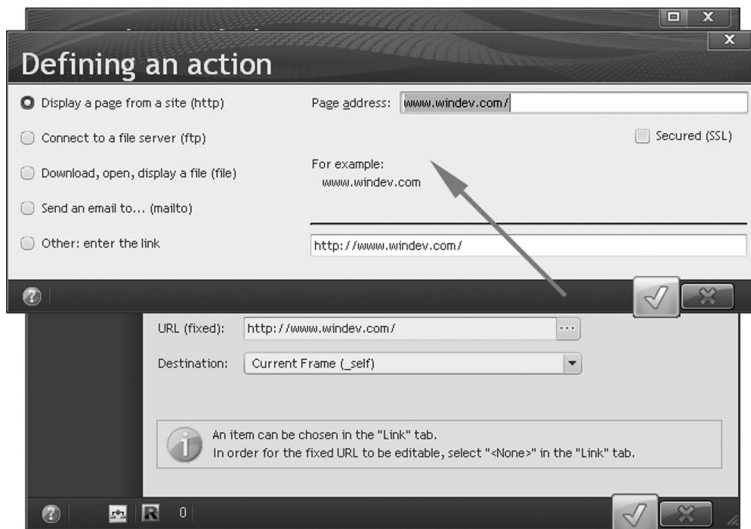 Defining an action
Display a page from a site (http)
Page address: www.windev.com/
Connect to a file server (ftp)
Secured (SSL)
Download, open, display a file (file)
For example:
www.windev.com
Send an email to... (mailto)
Other: enter the link
http://www.windev.com/
URL (fixed): http://www.windev.com/ ...
Destination: Current Frame (_self)
An item can be chosen in the "Link" tab.
In order for the fixed URL to be editable, select "<None>" in the "Link" tab.
R 0